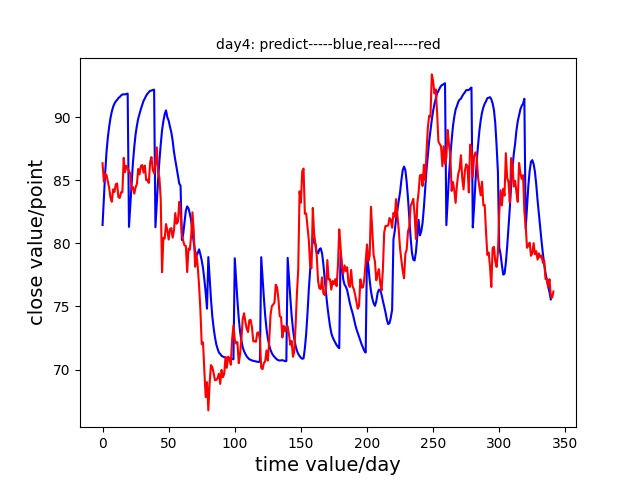 day4: predict-----blue,real-----red
close value/point
90
85
80
75
70
0 50 100 150 200 250 300 350
time value/day